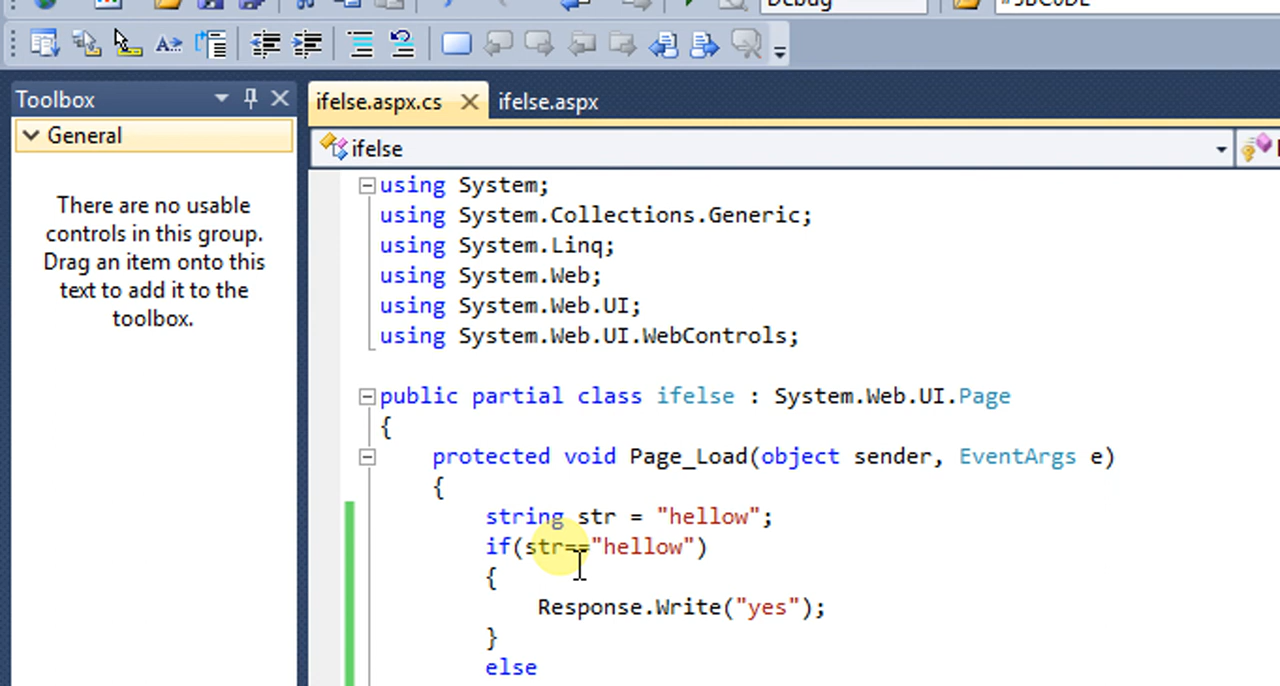 Debug
Toolbox
ifelse.aspx.cs
ifelse.aspx
General
ifelse
There are no usable
controls in this group.
Drag an item onto this
text to add it to the
toolbox.
using System;
using System.Collections.Generic;
using System.Linq;
using System.Web;
using System.Web.UI;
using System.Web.UI.WebControls;
public partial class ifelse : System.Web.UI.Page
{
protected void Page_Load(object sender, EventArgs e)
{
string str = "hellow";
if(str=="hellow")
{
Response.Write("yes");
}
else